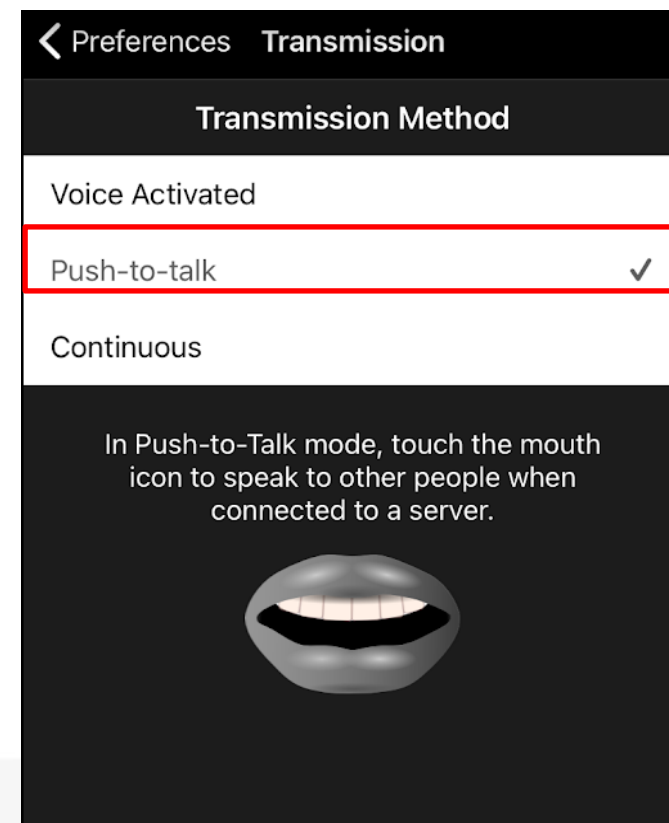 Preferences Transmission
Transmission Method
Voice Activated
Push-to-talk
Continuous
In Push-to-Talk mode, touch the mouth
icon to speak to other people when
connected to a server.